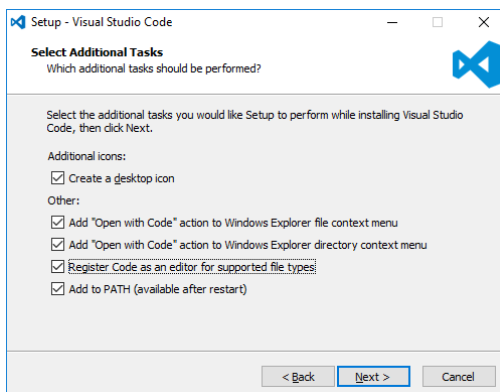 Setup - Visual Studio Code
Select Additional Tasks
Which additional tasks should be performed?
Select the additional tasks you would like Setup to perform while installing Visual Studio
Code, then click Next.
Additional icons:
Create a desktop icon
Other:
Add "Open with Code" action to Windows Explorer file context menu
Add "Open with Code" action to Windows Explorer directory context menu
Register Code as an editor for supported file types
Add to PATH (available after restart)
< Back Next > Cancel